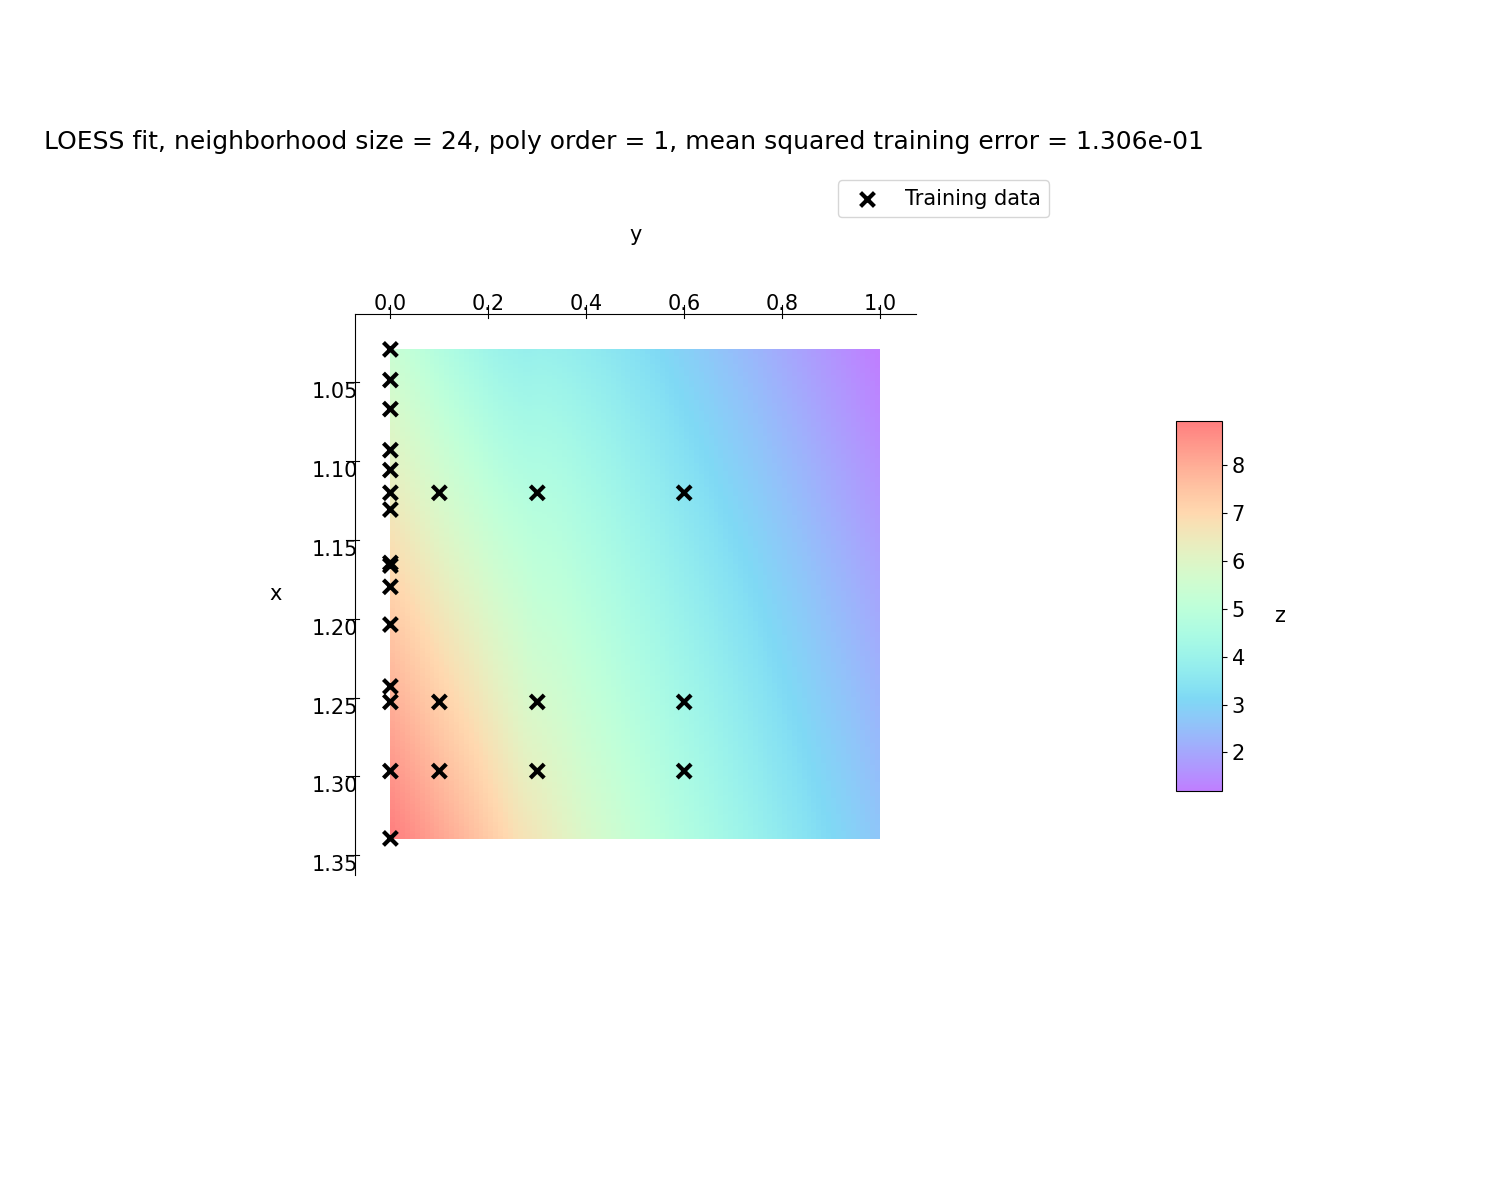 LOESS fit, neighborhood size = 24, poly order = 1, mean squared training error = 1.306e-01
Training data
y
0.0 0.2 0.4 0.6 0.8 1.0
1.05
1.10
1.15
x
1.20
1.25
1.30
1.35
8
7
6
5
z
4
3
2